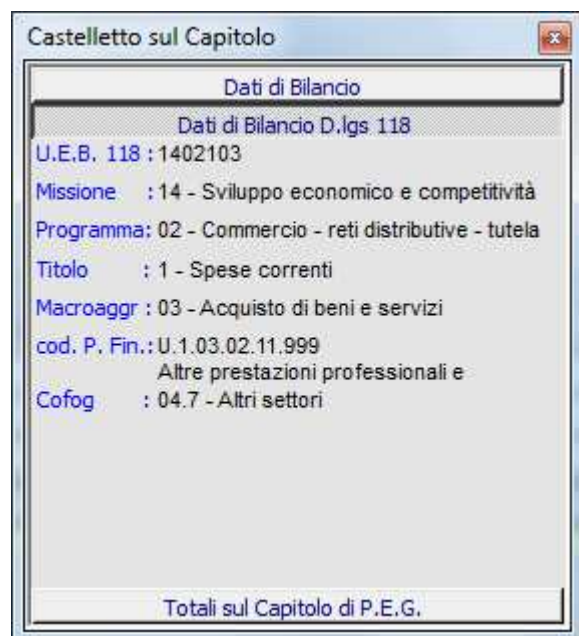 Castelletto sul Capitolo
Dati di Bilancio
Dati di Bilancio D.lgs 118
U.E.B. 118 : 1402103
Missione : 14 - Sviluppo economico e competitività
Programma: 02 - Commercio - reti distributive - tutela
Titolo : 1 - Spese correnti
Macroaggr : 03 - Acquisto di beni e servizi
cod. P. Fin.: U.1.03.02.11.999
Altre prestazioni professionali e
Cofog : 04.7 - Altri settori
Totali sul Capitolo di P.E.G.